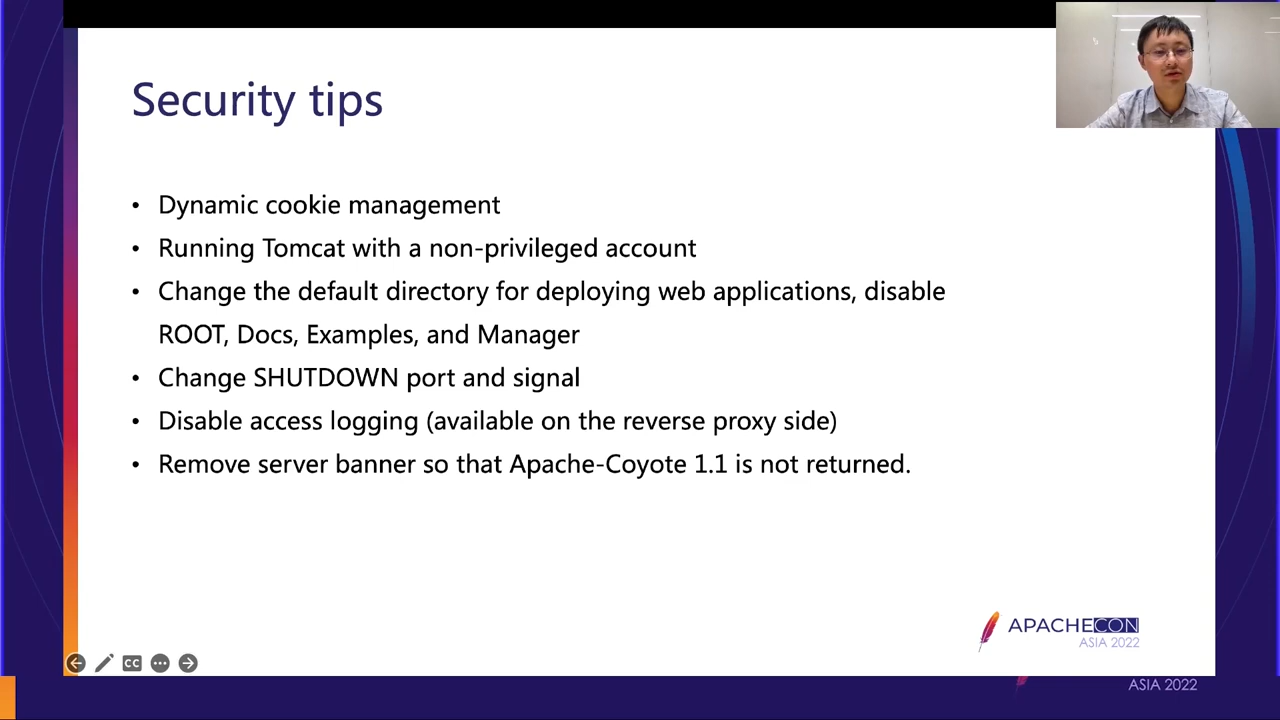 Security tips
• Dynamic cookie management
• Running Tomcat with a non-privileged account
• Change the default directory for deploying web applications, disable
ROOT, Docs, Examples, and Manager
• Change SHUTDOWN port and signal
• Disable access logging (available on the reverse proxy side)
• Remove server banner so that Apache-Coyote 1.1 is not returned.
APACHECON
ASIA 2022
CC
ASIA 2022